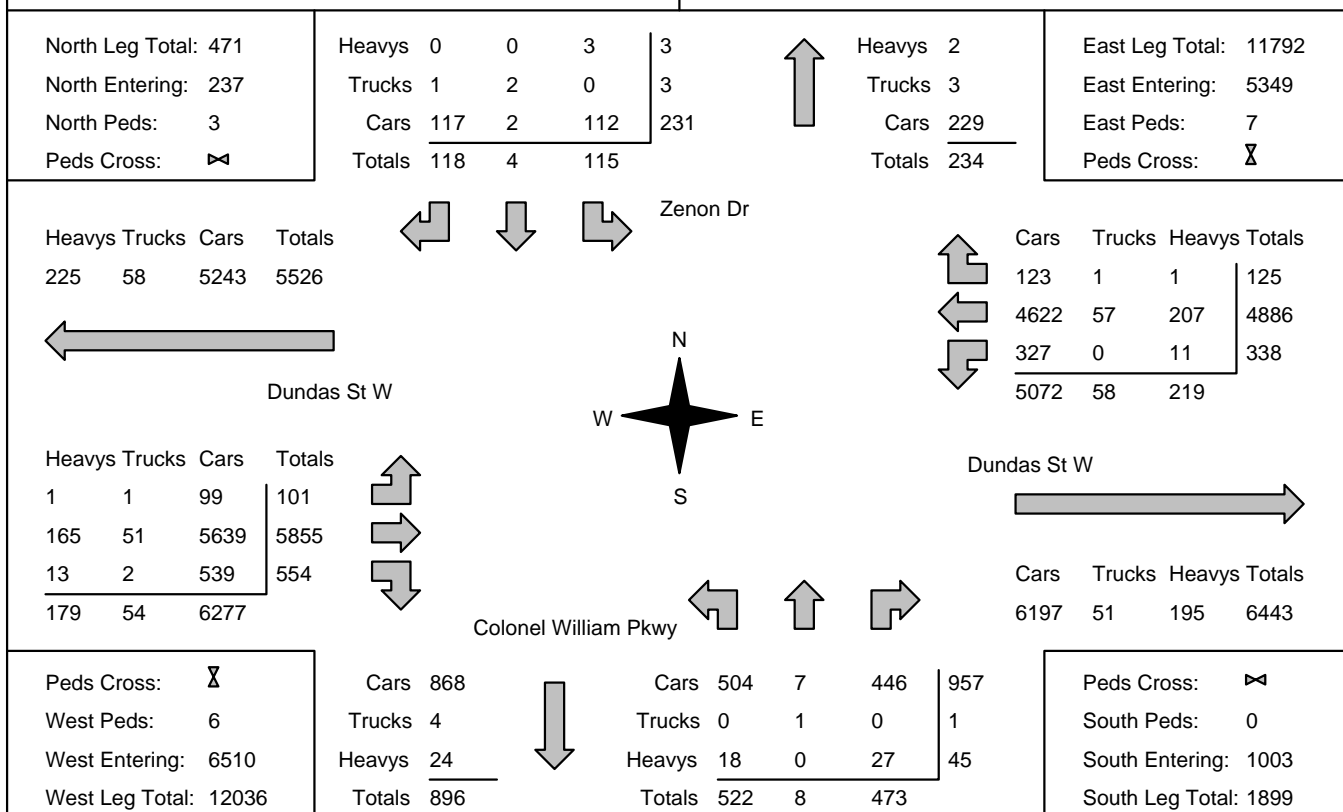 North Leg Total: 471
North Entering: 237
North Peds: 3
Peds Cross:
Heavys 0 0 3 3
Trucks 1 2 0 3
Cars 117 2 112 231
Totals 118 4 115
Heavys 2
Trucks 3
Cars 229
Totals 234
East Leg Total: 11792
East Entering: 5349
East Peds: 7
Peds Cross:
Zenon Dr
Heavys Trucks Cars Totals
225 58 5243 5526
Cars Trucks Heavys Totals
123 1 1 125
4622 57 207 4886
327 0 11 338
5072 58 219
Dundas St W
N
W E
S
Heavys Trucks Cars Totals
1 1 99 101
165 51 5639 5855
13 2 539 554
179 54 6277
Dundas St W
Cars Trucks Heavys Totals
6197 51 195 6443
Colonel William Pkwy
Peds Cross:
West Peds: 6
West Entering: 6510
West Leg Total: 12036
Cars 868
Trucks 4
Heavys 24
Totals 896
Cars 504 7 446 957
Trucks 0 1 0 1
Heavys 18 0 27 45
Totals 522 8 473
Peds Cross:
South Peds: 0
South Entering: 1003
South Leg Total: 1899